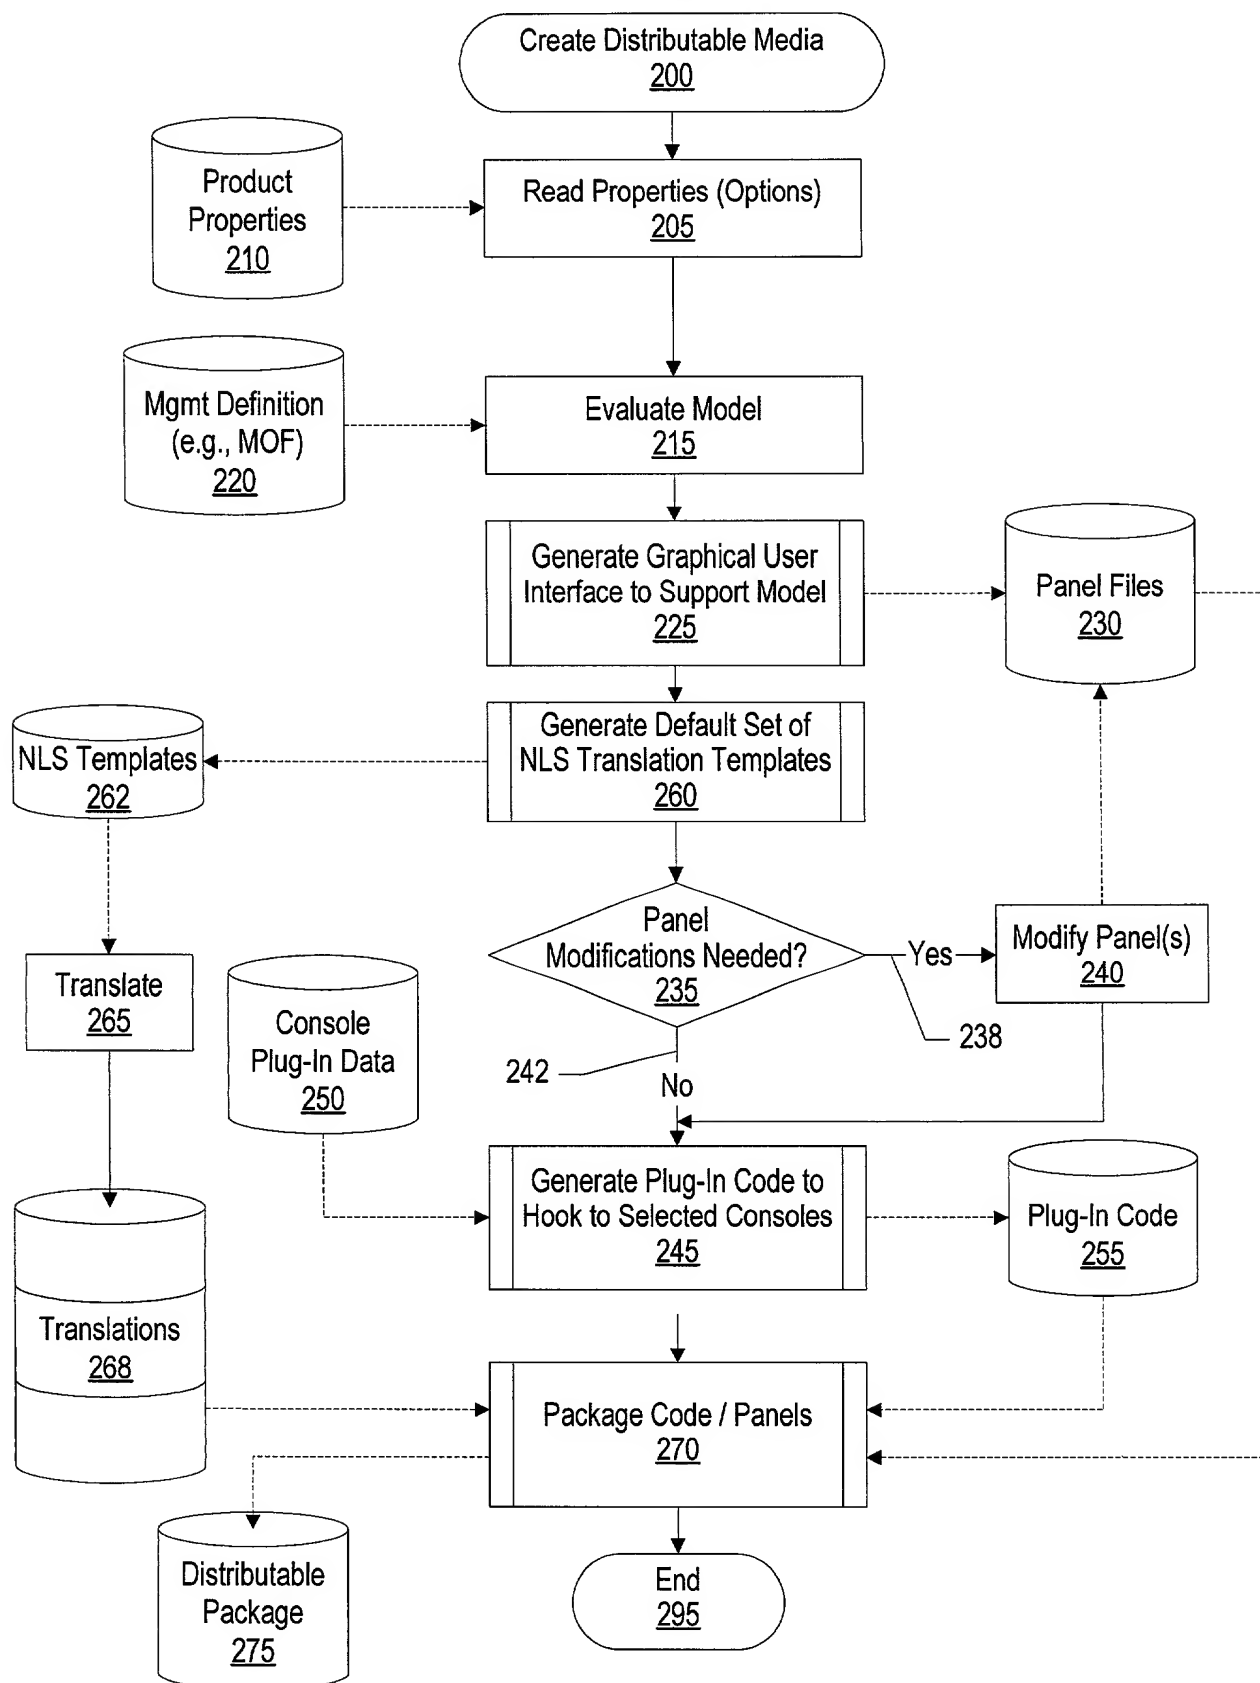 Create Distributable Media
200
Product
Properties
210
Read Properties (Options)
205
Mgmt Definition
(e.g., MOF)
220
Evaluate Model
215
Generate Graphical User
Interface to Support Model
225
Panel Files
230
NLS Templates
262
Generate Default Set of
NLS Translation Templates
260
Panel
Modifications Needed?
235
Yes
Modify Panel(s)
240
238
Translate
265
Console
Plug-In Data
250
242
No
Generate Plug-In Code to
Hook to Selected Consoles
245
Plug-In Code
255
Translations
268
Package Code / Panels
270
Distributable
Package
275
End
295